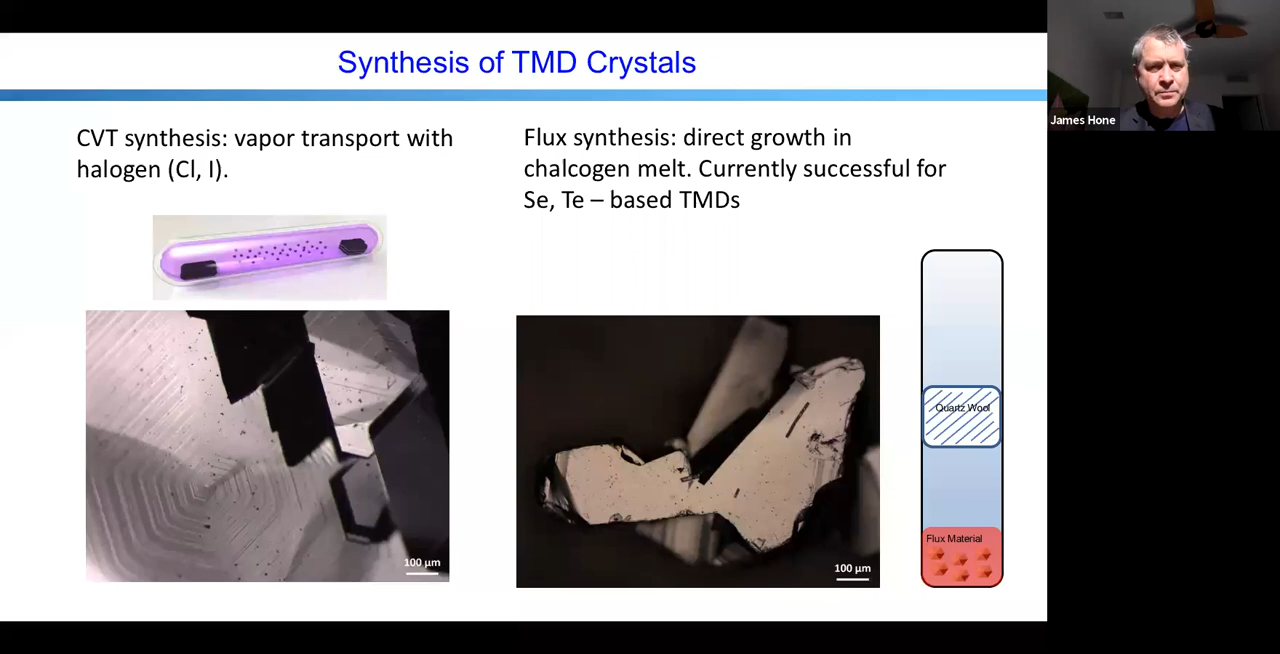 Synthesis of TMD Crystals
CVT synthesis: vapor transport with
halogen (Cl, I).
Flux synthesis: direct growth in
chalcogen melt. Currently successful for
Se, Te – based TMDs
100 µm
100 µm
Quartz Wool
Flux Material
James Hone